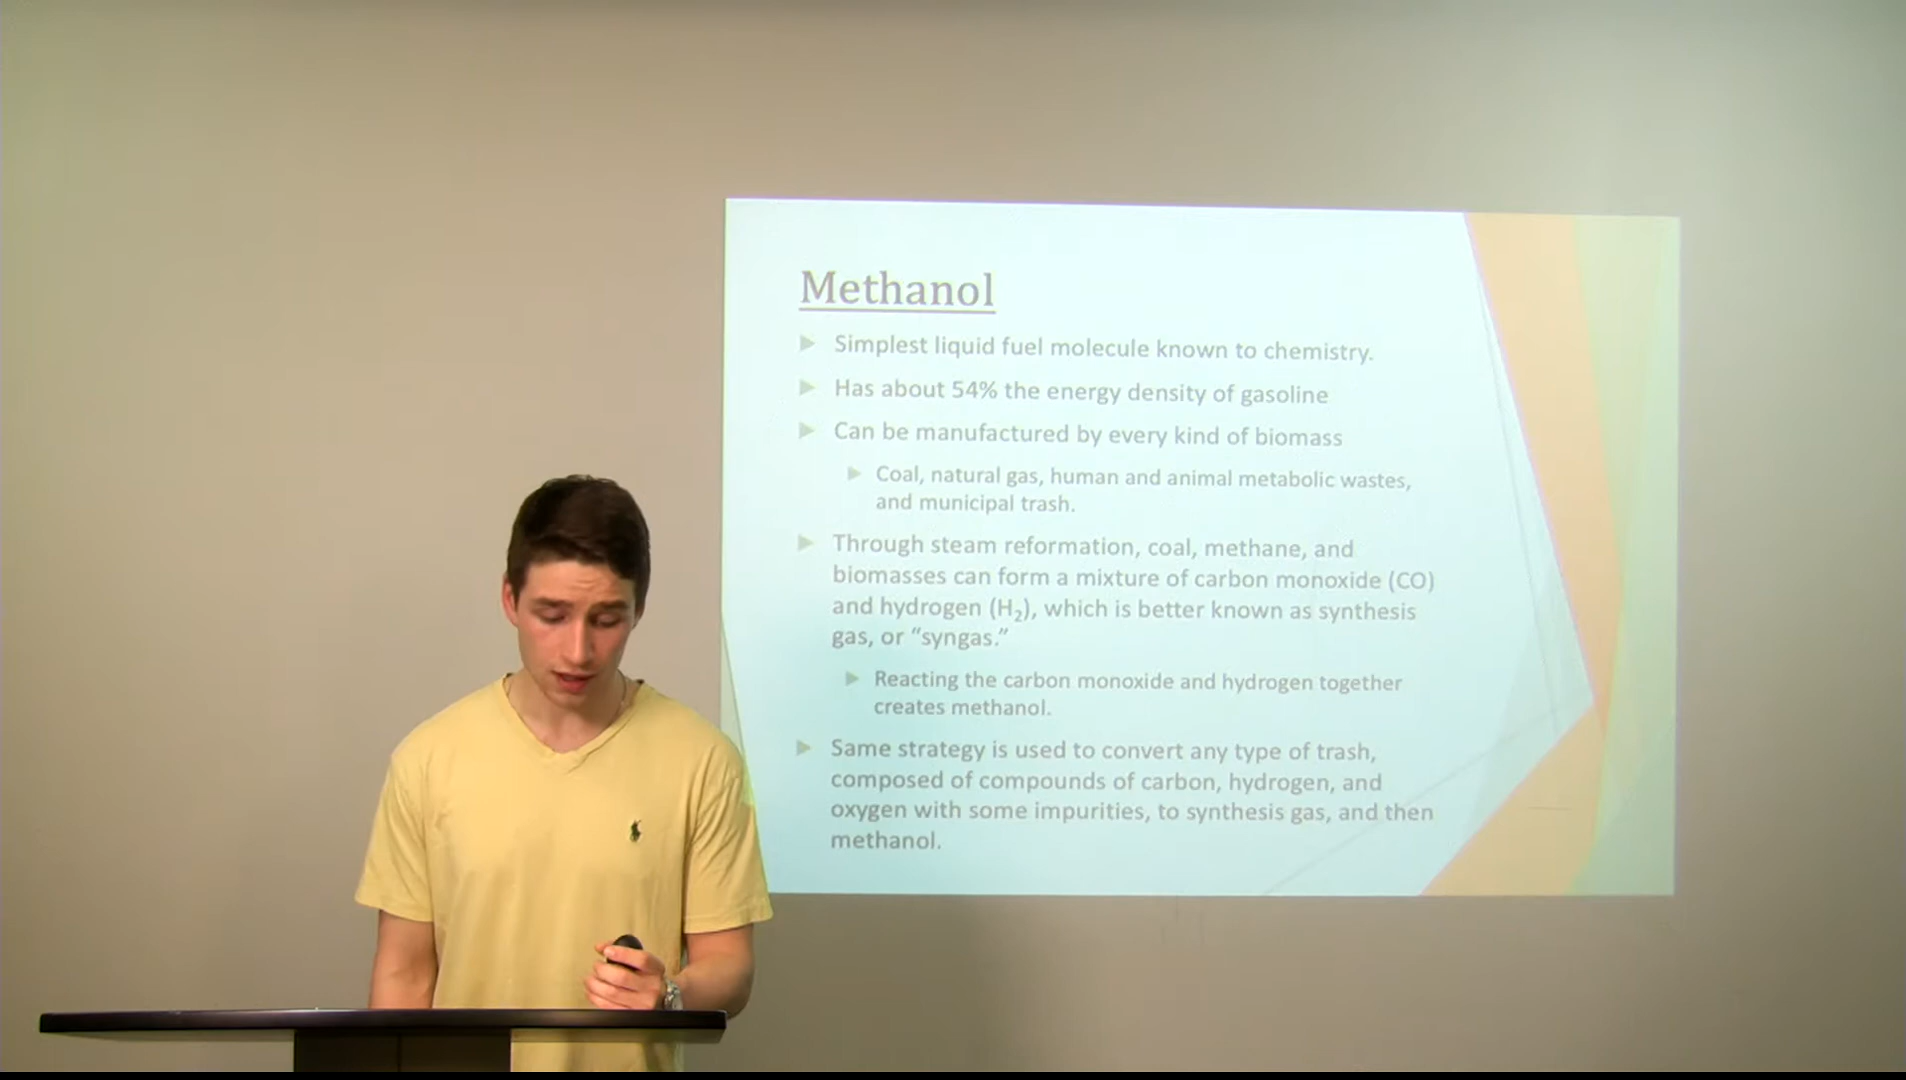 Methanol
Simplest liquid fuel molecule known to chemistry.
Has about 54% the energy density of gasoline
Can be manufactured by every kind of biomass
Coal, natural gas, human and animal metabolic wastes,
and municipal trash.
Through steam reformation, coal, methane, and
biomasses can form a mixture of carbon monoxide (CO)
and hydrogen (H₂), which is better known as synthesis
gas, or “syngas.”
Reacting the carbon monoxide and hydrogen together
creates methanol.
Same strategy is used to convert any type of trash,
composed of compounds of carbon, hydrogen, and
oxygen with some impurities, to synthesis gas, and then
methanol.